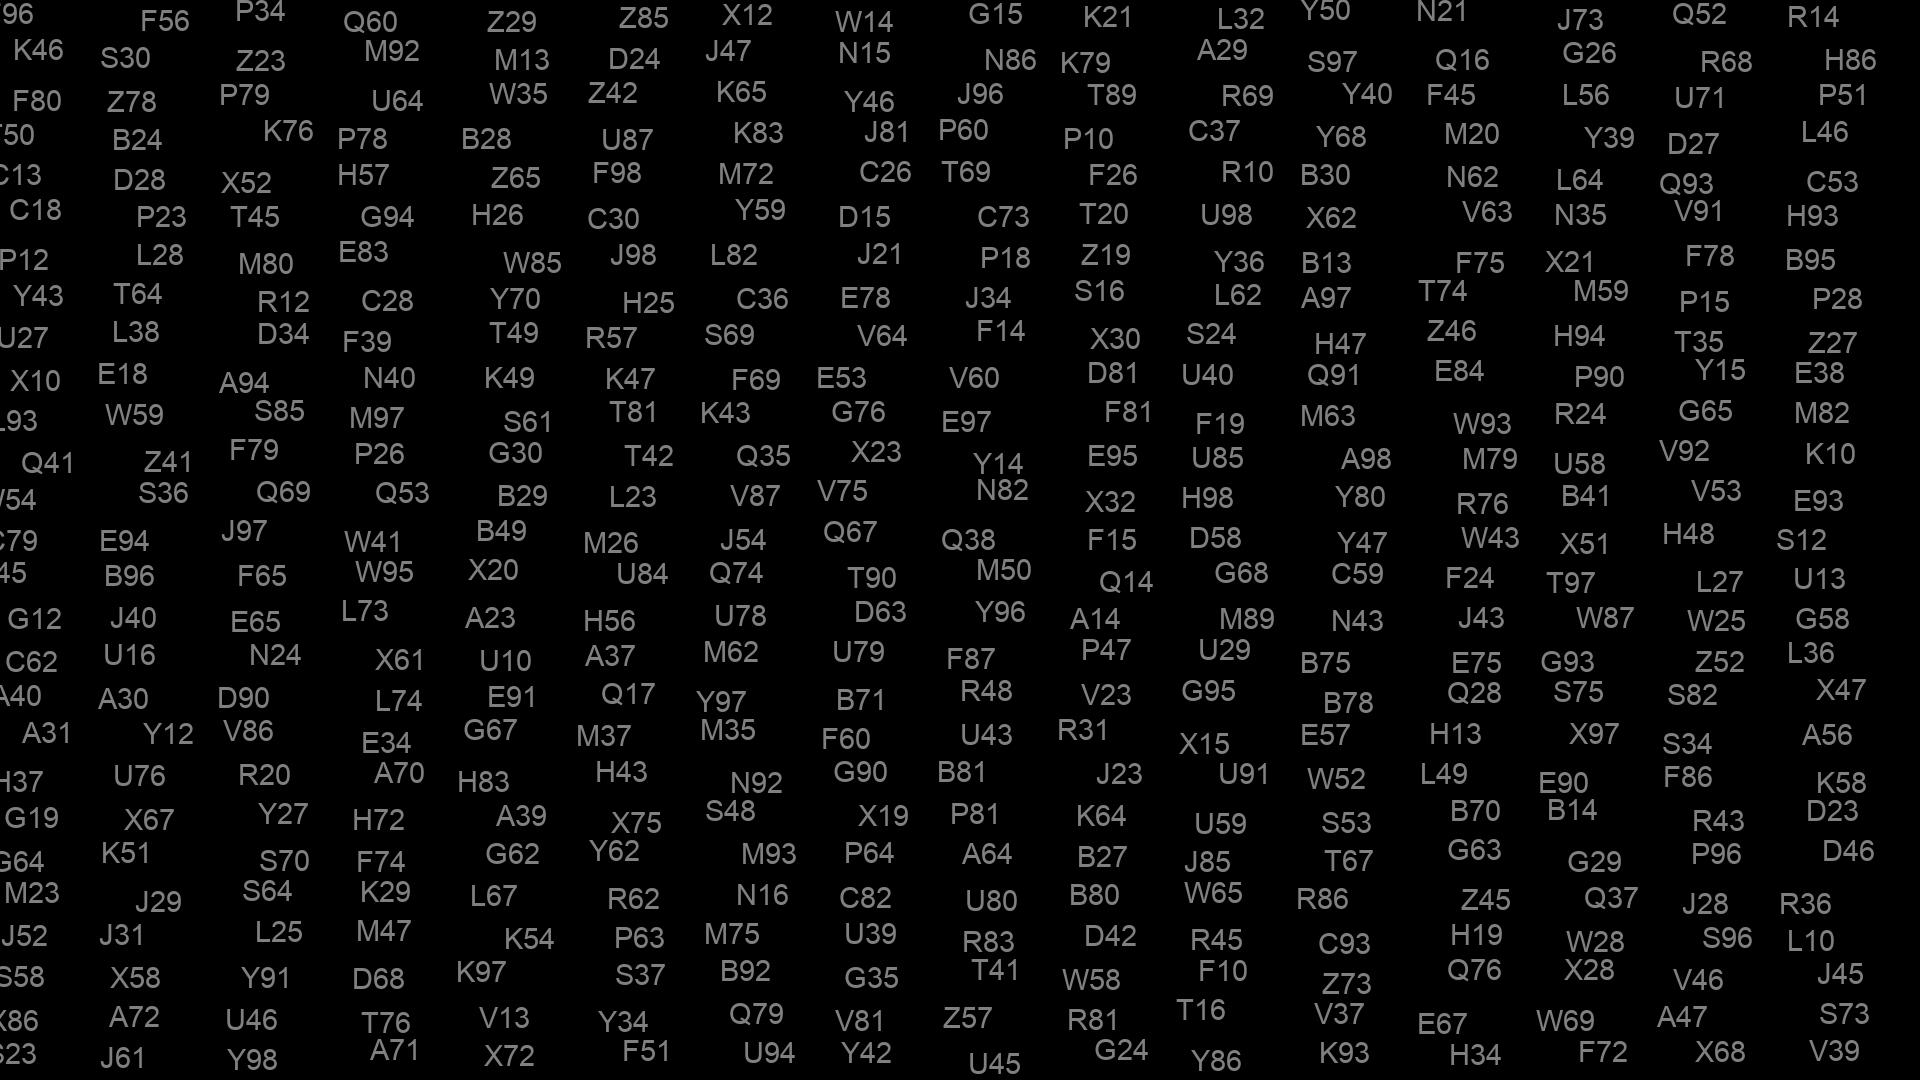 96 F56 P34 Q60 Z29 Z85 X12 W14 G15 K21 L32 Y50 N21 J73 Q52 R14
K46 S30 Z23 M92 M13 D24 J47 N15 N86 K79 A29 S97 Q16 G26 R68 H86
F80 Z78 P79 U64 W35 Z42 K65 Y46 J96 T89 R69 Y40 F45 L56 U71 P51
50 B24 K76 P78 B28 U87 K83 J81 P60 P10 C37 Y68 M20 Y39 D27 L46
C13 D28 X52 H57 Z65 F98 M72 C26 T69 F26 R10 B30 N62 L64 Q93 C53
C18 P23 T45 G94 H26 C30 Y59 D15 C73 T20 U98 X62 V63 N35 V91 H93
P12 L28 M80 E83 W85 J98 L82 J21 P18 Z19 Y36 B13 F75 X21 F78 B95
Y43 T64 R12 C28 Y70 H25 C36 E78 J34 S16 L62 A97 T74 M59 P15 P28
U27 L38 D34 F39 T49 R57 S69 V64 F14 X30 S24 H47 Z46 H94 T35 Z27
X10 E18 A94 N40 K49 K47 F69 E53 V60 D81 U40 Q91 E84 P90 Y15 E38
93 W59 S85 M97 S61 T81 K43 G76 E97 F81 F19 M63 W93 R24 G65 M82
Q41 Z41 F79 P26 G30 T42 Q35 X23 Y14 E95 U85 A98 M79 U58 V92 K10
54 S36 Q69 Q53 B29 L23 V87 V75 N82 X32 H98 Y80 R76 B41 V53 E93
79 E94 J97 W41 B49 M26 J54 Q67 Q38 F15 D58 Y47 W43 X51 H48 S12
45 B96 F65 W95 X20 U84 Q74 T90 M50 Q14 G68 C59 F24 T97 L27 U13
G12 J40 E65 L73 A23 H56 U78 D63 Y96 A14 M89 N43 J43 W87 W25 G58
C62 U16 N24 X61 U10 A37 M62 U79 F87 P47 U29 B75 E75 G93 Z52 L36
A40 A30 D90 L74 E91 Q17 Y97 B71 R48 V23 G95 B78 Q28 S75 S82 X47
A31 Y12 V86 E34 G67 M37 M35 F60 U43 R31 X15 E57 H13 X97 S34 A56
H37 U76 R20 A70 H83 H43 N92 G90 B81 J23 U91 W52 L49 E90 F86 K58
G19 X67 Y27 H72 A39 X75 S48 X19 P81 K64 U59 S53 B70 B14 R43 D23
G64 K51 S70 F74 G62 Y62 M93 P64 A64 B27 J85 T67 G63 G29 P96 D46
M23 J29 S64 K29 L67 R62 N16 C82 U80 B80 W65 R86 Z45 Q37 J28 R36
J52 J31 L25 M47 K54 P63 M75 U39 R83 D42 R45 C93 H19 W28 S96 L10
S58 X58 Y91 D68 K97 S37 B92 G35 T41 W58 F10 Z73 Q76 X28 V46 J45
X86 A72 U46 T76 V13 Y34 Q79 V81 Z57 R81 T16 V37 E67 W69 A47 S73
S23 J61 Y98 A71 X72 F51 U94 Y42 U45 G24 Y86 K93 H34 F72 X68 V39